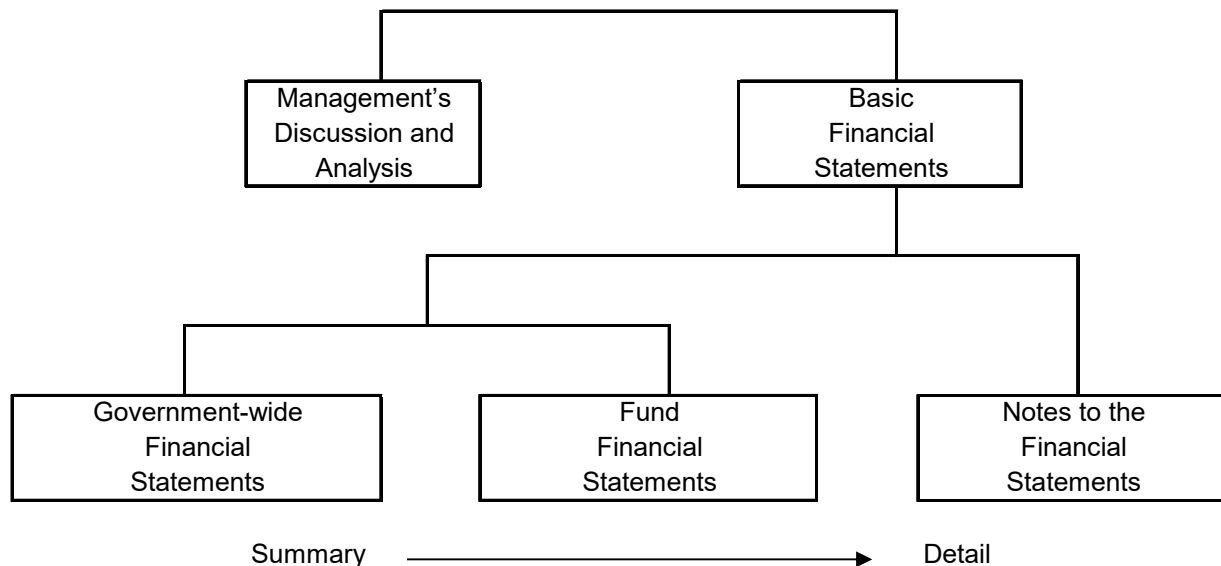 Management’s
Discussion and
Analysis
Basic
Financial
Statements
Government-wide
Financial
Statements
Fund
Financial
Statements
Notes to the
Financial
Statements
Summary
Detail